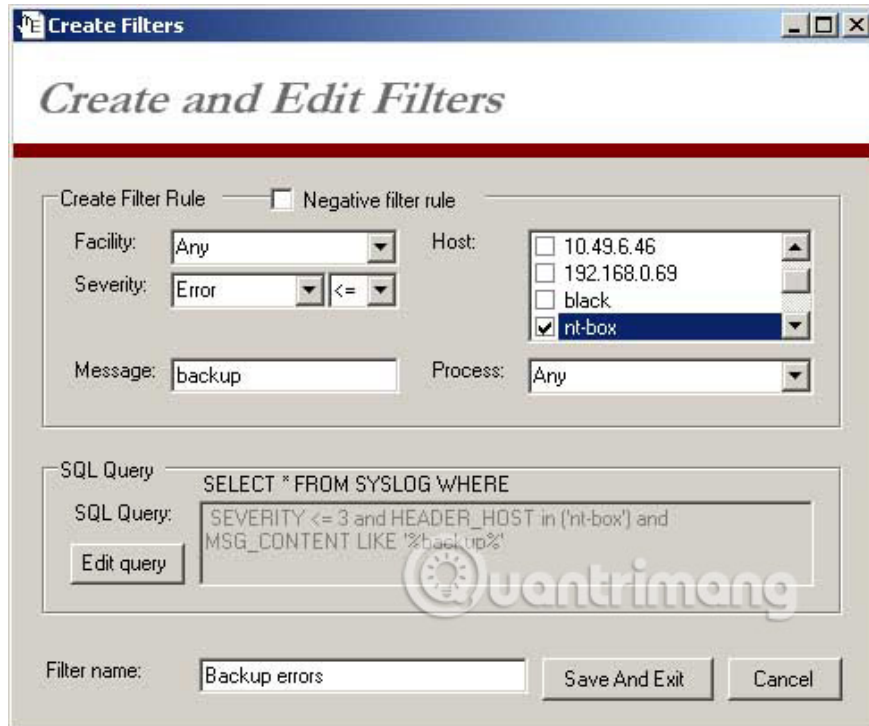 Create Filters
Create and Edit Filters
Create Filter Rule
Negative filter rule
Facility:
Any
Host:
10.49.6.46
192.168.0.69
black
nt-box
Severity:
Error
<=
Message:
backup
Process:
Any
SQL Query
SELECT * FROM SYSLOG WHERE
SQL Query:
SEVERITY <= 3 and HEADER_HOST in ('nt-box') and
MSG_CONTENT LIKE '%backup%'
Edit query
Quantrimang
Filter name:
Backup errors
Save And Exit
Cancel